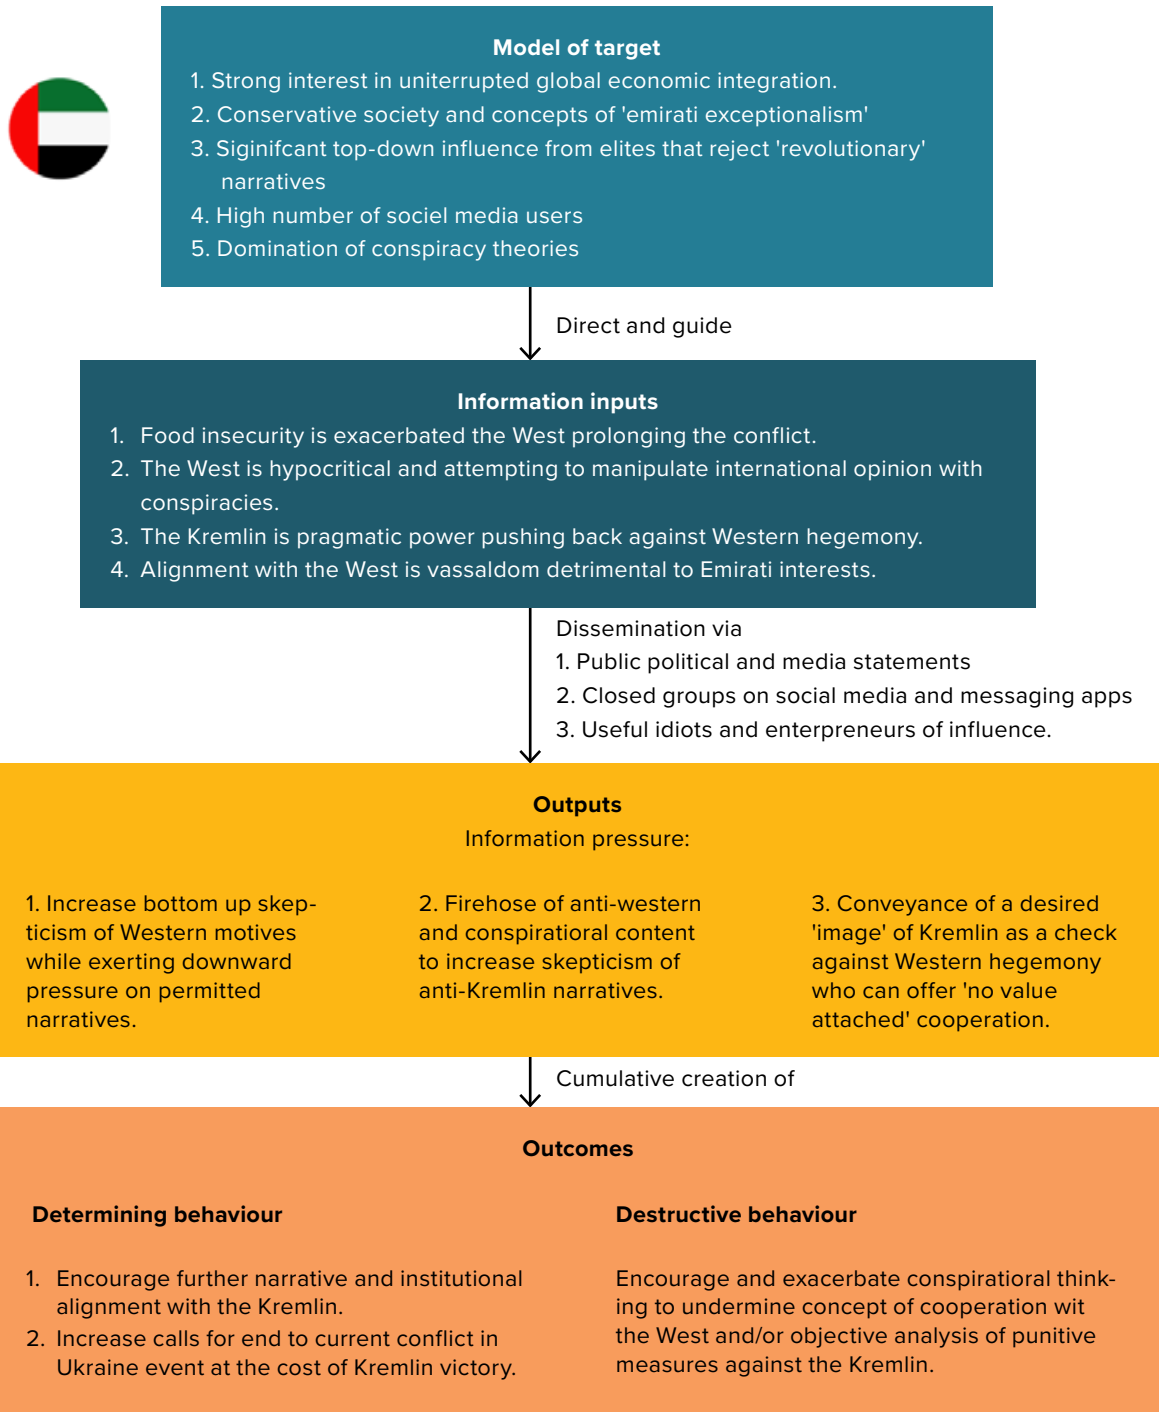 Model of target
1. Strong interest in uniterrupted global economic integration.
2. Conservative society and concepts of 'emirati exceptionalism'
3. Siginifcant top-down influence from elites that reject 'revolutionary'
narratives
4. High number of sociel media users
5. Domination of conspiracy theories
Direct and guide
Information inputs
1. Food insecurity is exacerbated the West prolonging the conflict.
2. The West is hypocritical and attempting to manipulate international opinion with
conspiracies.
3. The Kremlin is pragmatic power pushing back against Western hegemony.
4. Alignment with the West is vassaldom detrimental to Emirati interests.
Dissemination via
1. Public political and media statements
2. Closed groups on social media and messaging apps
3. Useful idiots and enterpreneurs of influence.
Outputs
Information pressure:
1. Increase bottom up skep-
ticism of Western motives
while exerting downward
pressure on permitted
narratives.
2. Firehose of anti-western
and conspiratioral content
to increase skepticism of
anti-Kremlin narratives.
3. Conveyance of a desired
'image' of Kremlin as a check
against Western hegemony
who can offer 'no value
attached' cooperation.
Cumulative creation of
Outcomes
Determining behaviour
1. Encourage further narrative and institutional
alignment with the Kremlin.
2. Increase calls for end to current conflict in
Ukraine event at the cost of Kremlin victory.
Destructive behaviour
Encourage and exacerbate conspiratioral think-
ing to undermine concept of cooperation wit
the West and/or objective analysis of punitive
measures against the Kremlin.